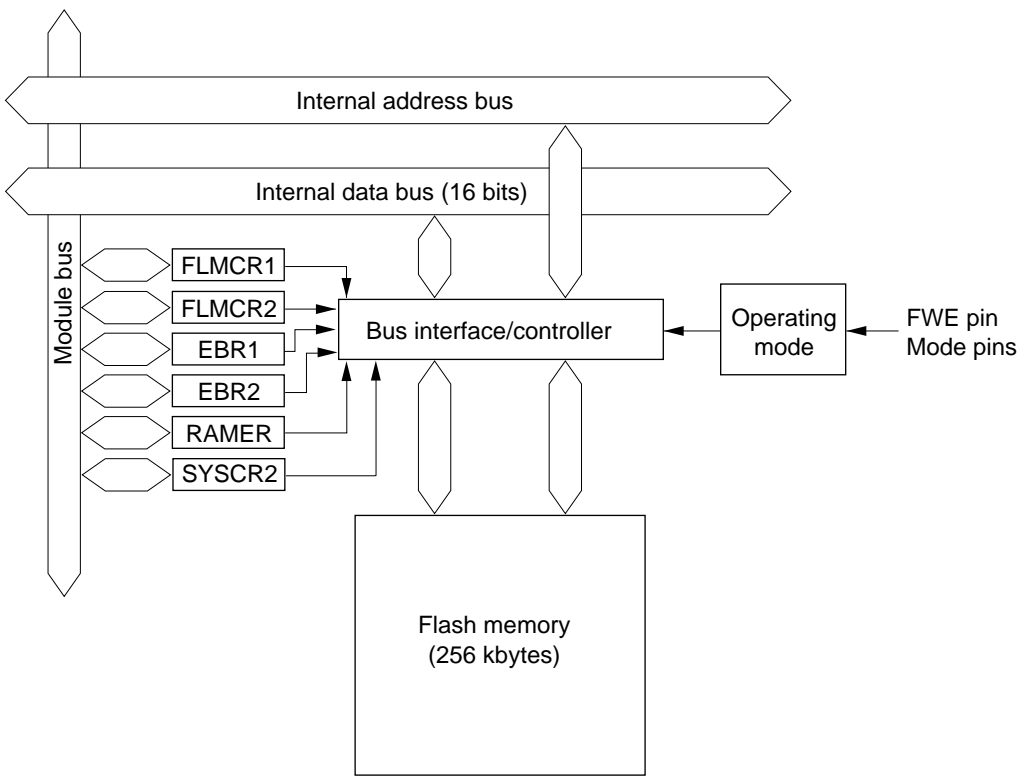 Internal address bus
Internal data bus (16 bits)
Module bus
FLMCR1
FLMCR2
EBR1
EBR2
RAMER
SYSCR2
Bus interface/controller
Operating
mode
FWE pin
Mode pins
Flash memory
(256 kbytes)